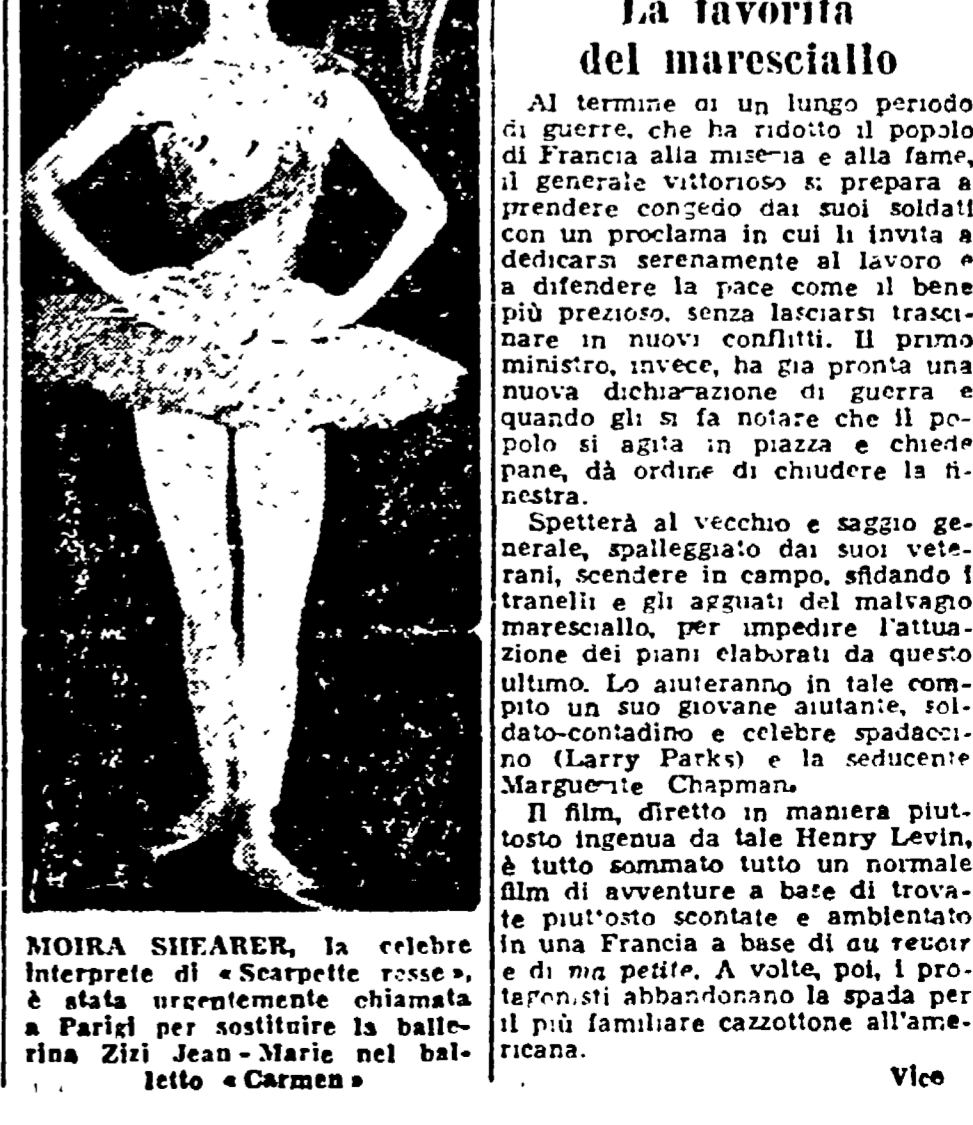 MOIRA SHEARER, la celebre
interprete di « Scarpette rosse »,
è stata urgentemente chiamata
a Parigi per sostituire la balle-
rina Zizi Jean-Marie nel bal-
letto « Carmen »
La favorita
del maresciallo
Al termine di un lungo periodo
di guerre, che ha ridotto il popolo
di Francia alla miseria e alla fame,
il generale vittorioso si prepara a
prendere congedo dai suoi soldati
con un proclama in cui li invita a
dedicarsi serenamente al lavoro e
a difendere la pace come il bene
più prezioso, senza lasciarsi trasci-
nare in nuovi conflitti. Il primo
ministro, invece, ha già pronta una
nuova dichiarazione di guerra e
quando gli si fa notare che il po-
polo si agita in piazza e chiede
pane, dà ordine di chiudere la fi-
nestra.
Spetterà al vecchio e saggio ge-
nerale, spalleggiato dai suoi vete-
rani, scendere in campo, sfidando i
tranelli e gli agguati del malvagio
maresciallo, per impedire l'attua-
zione dei piani elaborati da questo
ultimo. Lo aiuteranno in tale com-
pito un suo giovane aiutante, sol-
dato-contadino e celebre spadacci-
no (Larry Parks) e la seducente
Marguerite Chapman.
Il film, diretto in maniera piut-
tosto ingenua da tale Henry Levin,
è tutto sommato tutto un normale
film di avventure a base di trova-
te piuttosto scontate e ambientato
in una Francia a base di au revoir
e di ma petite. A volte, poi, i pro-
tagonisti abbandonano la spada per
il più familiare cazzottone all'ame-
ricana.
Vice